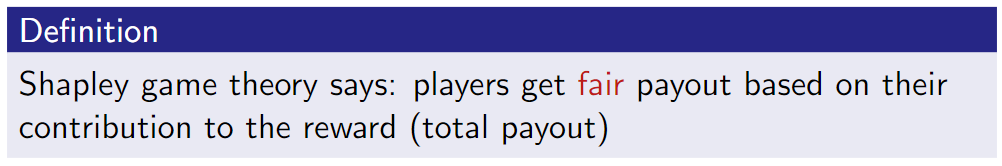 Definition
Shapley game theory says: players get fair payout based on their
contribution to the reward (total payout)